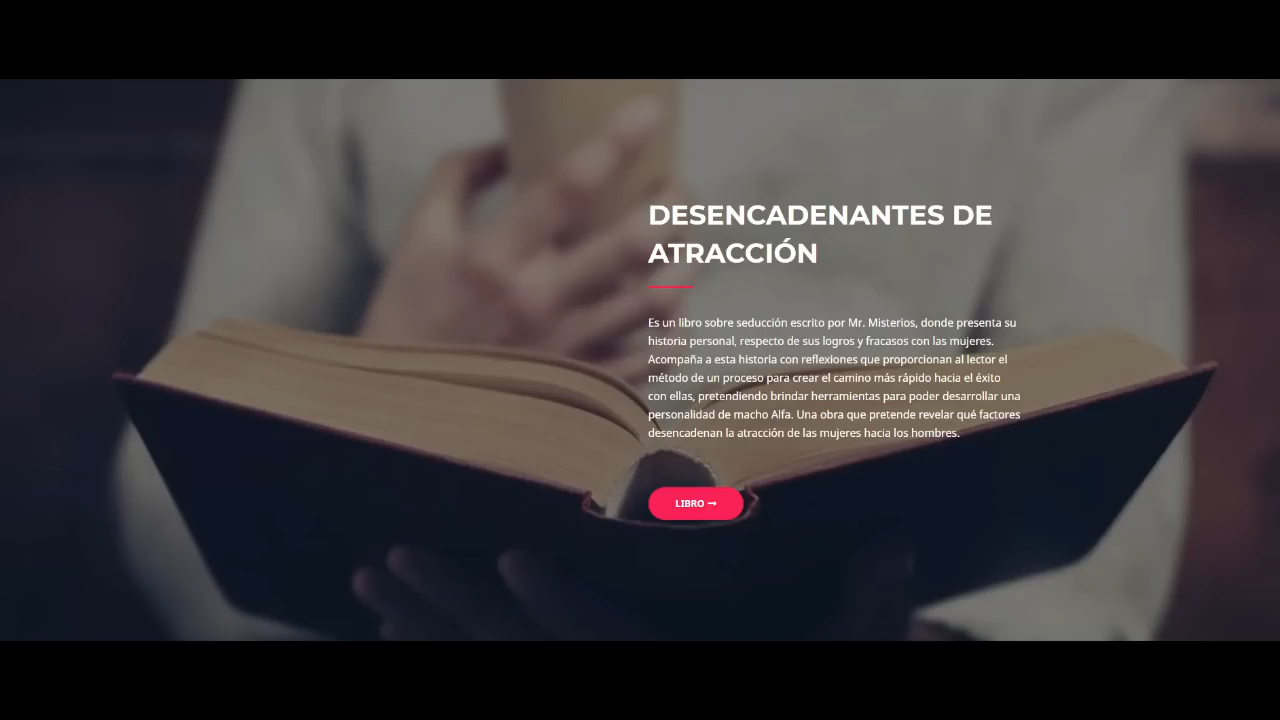 DESENCADENANTES DE
ATRACCIÓN
Es un libro sobre seducción escrito por Mr. Misterios, donde presenta su
historia personal, respecto de sus logros y fracasos con las mujeres.
Acompaña a esta historia con reflexiones que proporcionan al lector el
método de un proceso para crear el camino más rápido hacia el éxito
con ellas, pretendiendo brindar herramientas para poder desarrollar una
personalidad de macho Alfa. Una obra que pretende revelar qué factores
desencadenan la atracción de las mujeres hacia los hombres.
LIBRO →